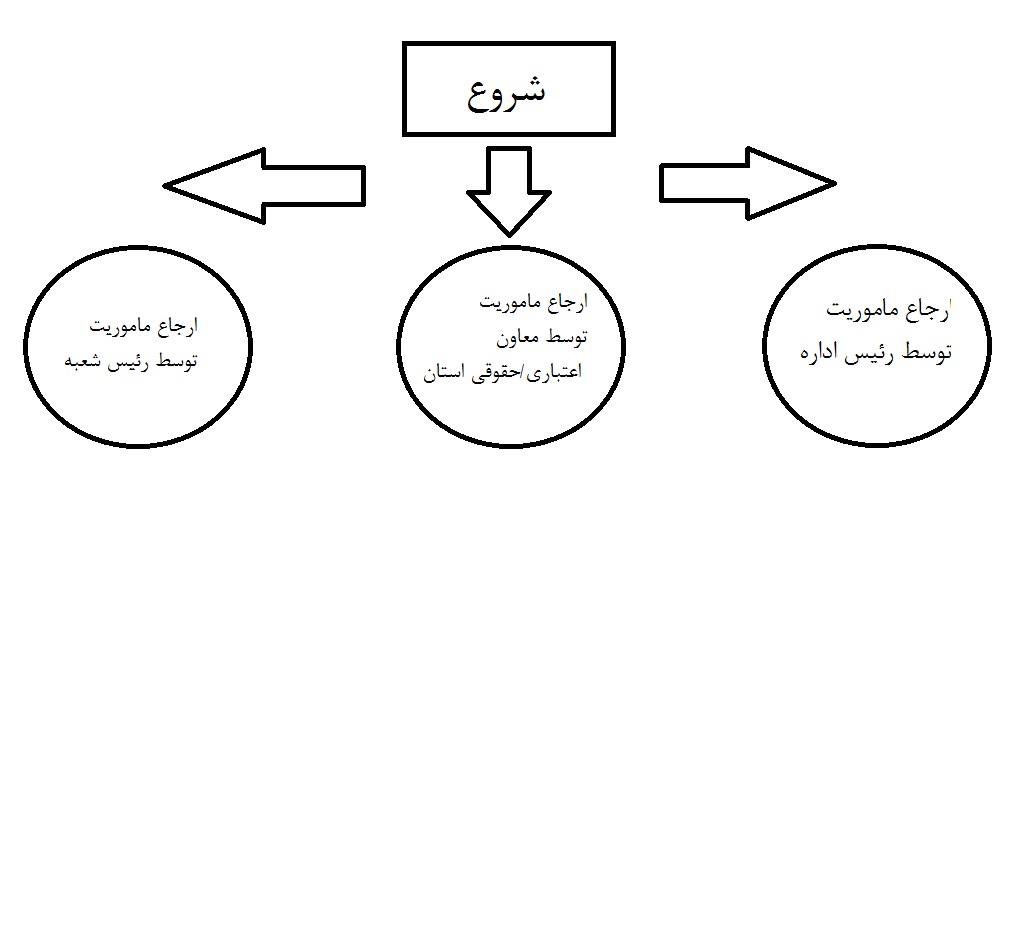 شروع
ارجاع ماموریت
توسط رئیس اداره
ارجاع ماموریت
توسط معاون
اعتباری/حقوقی استان
ارجاع ماموریت
توسط رئیس شعبه